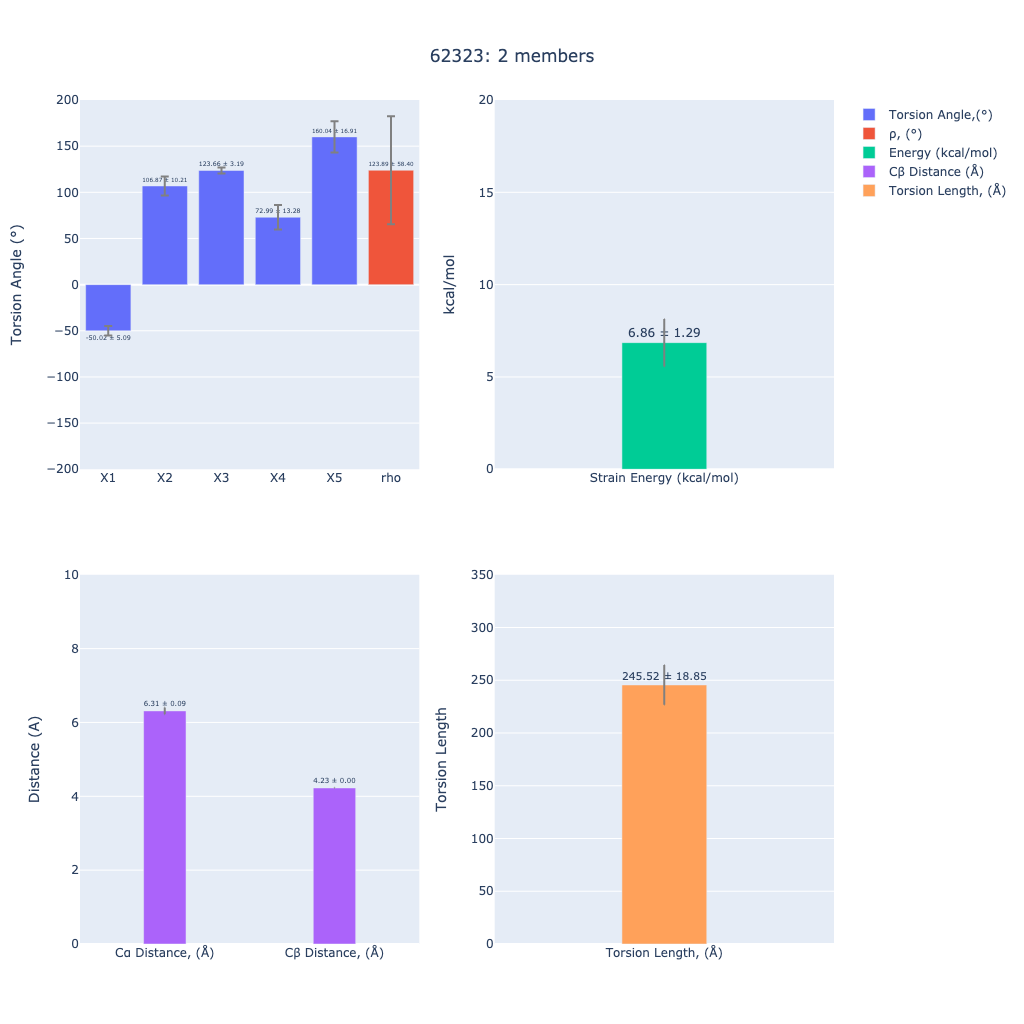 62323: 2 members
Torsion Angle (°)
200
150
100
50
0
−50
−100
−150
−200
-50.02 ± 5.09
106.87 ± 10.21
123.66 ± 3.19
72.99 ± 13.28
160.04 ± 16.91
123.89 ± 58.40
X1 X2 X3 X4 X5 rho
kcal/mol
20
15
10
5
0
6.86 ± 1.29
Strain Energy (kcal/mol)
Torsion Angle,(°)
ρ, (°)
Energy (kcal/mol)
Cβ Distance (Å)
Torsion Length, (Å)
Distance (A)
10
8
6
4
2
0
6.31 ± 0.09
4.23 ± 0.00
Cα Distance, (Å) Cβ Distance, (Å)
Torsion Length
350
300
250
200
150
100
50
0
245.52 ± 18.85
Torsion Length, (Å)